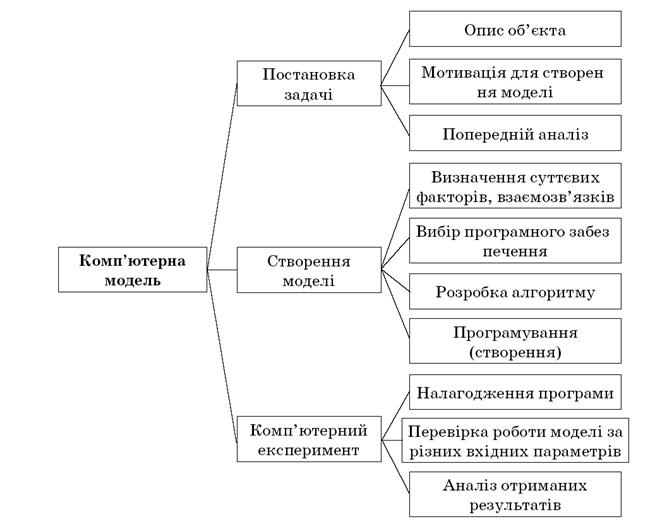 Опис об’єкта
Постановка
задачі
Мотивація для створен
ня моделі
Попередній аналіз
Визначення суттєвих
факторів, взаємозв’язків
Комп’ютерна
модель
Створення
моделі
Вибір програмного забез
печення
Розробка алгоритму
Програмування
(створення)
Налагодження програми
Комп’ютерний
експеримент
Перевірка роботи моделі за
різних вхідних параметрів
Аналіз отриманих
результатів